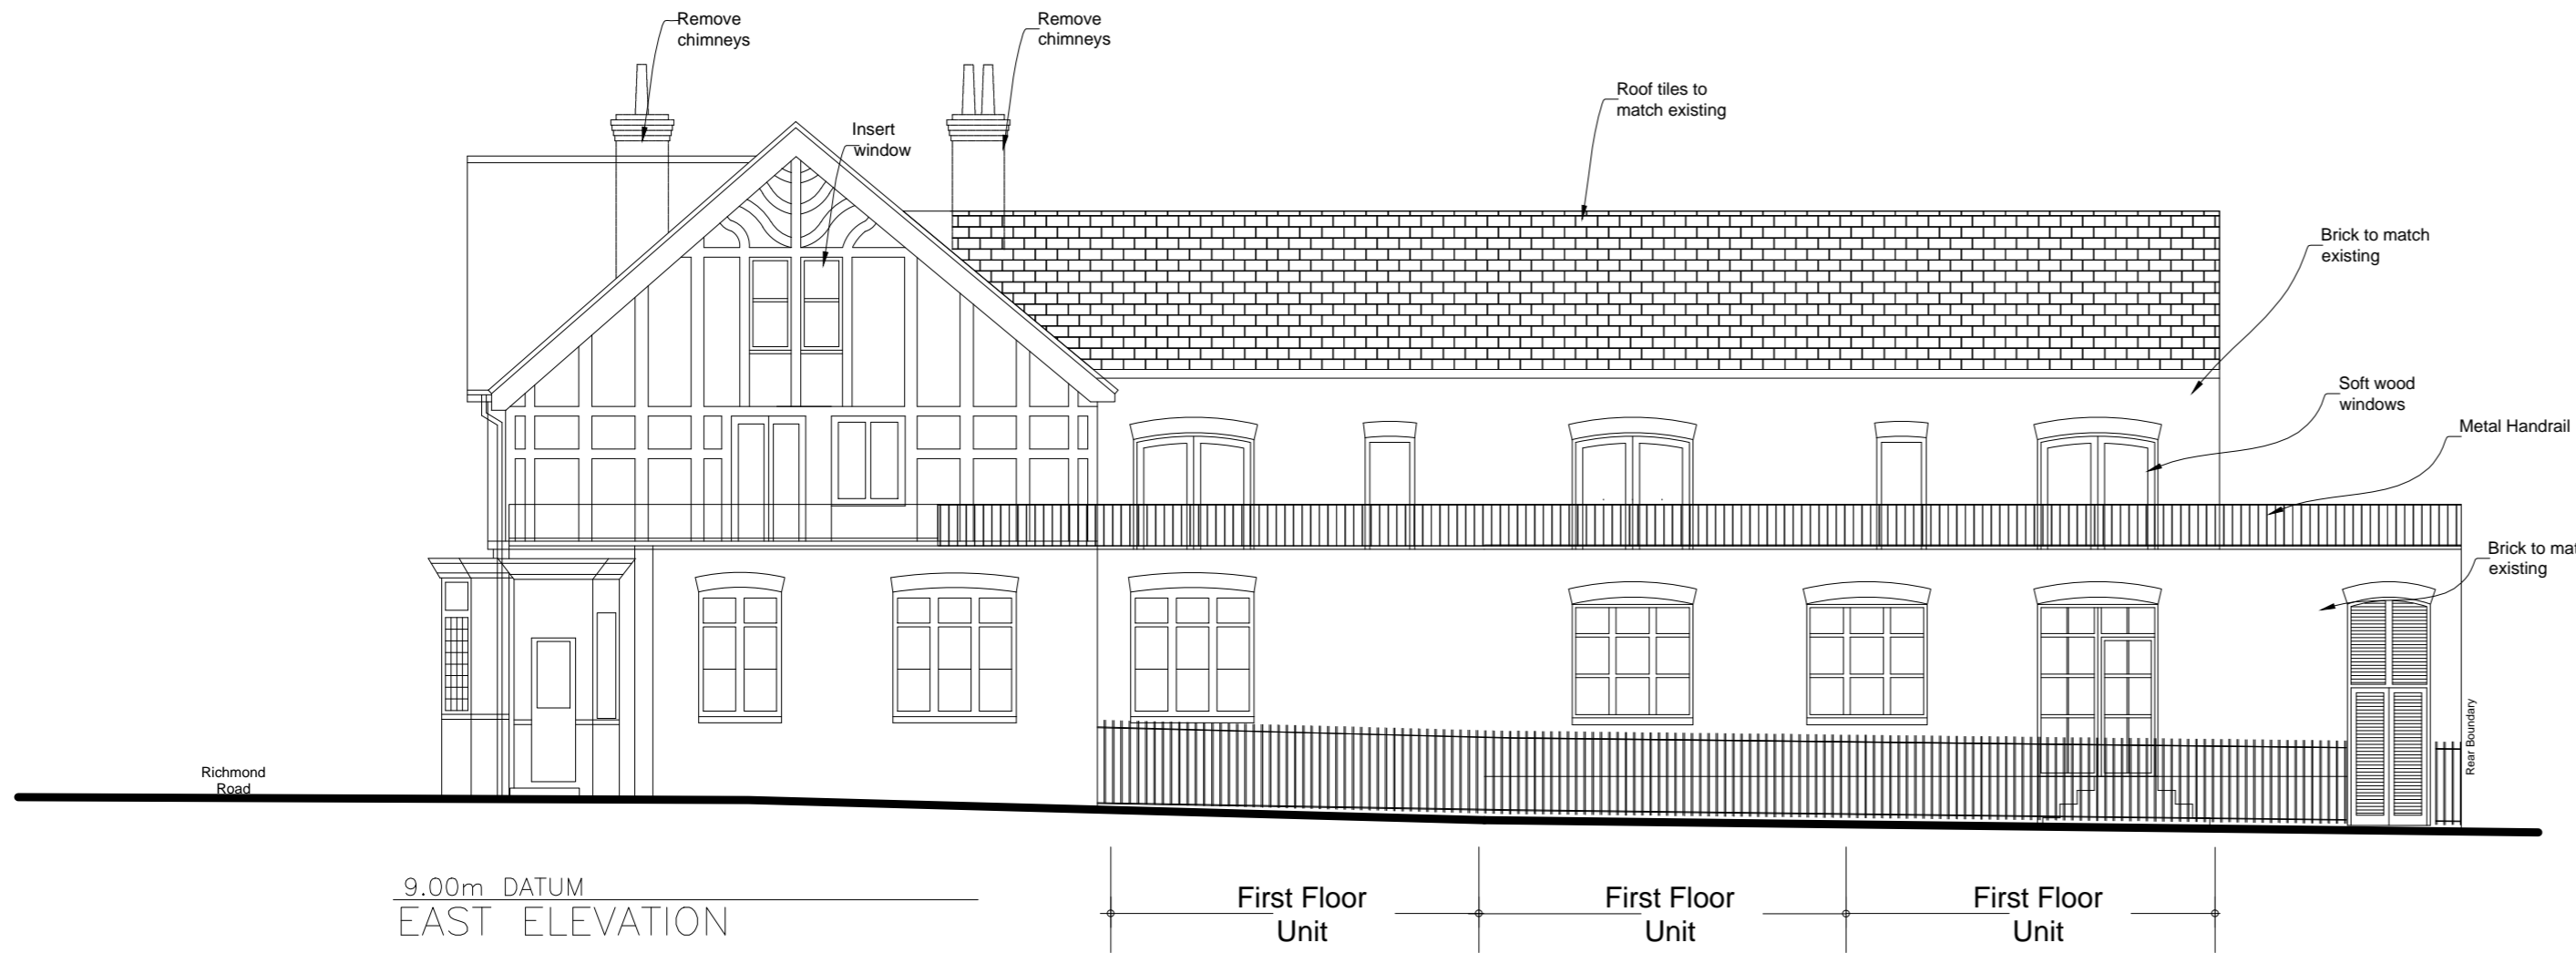 Remove
chimneys
Remove
chimneys
Roof tiles to
match existing
Insert
window
Brick to match
existing
Soft wood
windows
Metal Handrail
Brick to mat
existing
Rear Boundary
Richmond
Road
9.00m DATUM
EAST ELEVATION
First Floor
Unit
First Floor
Unit
First Floor
Unit